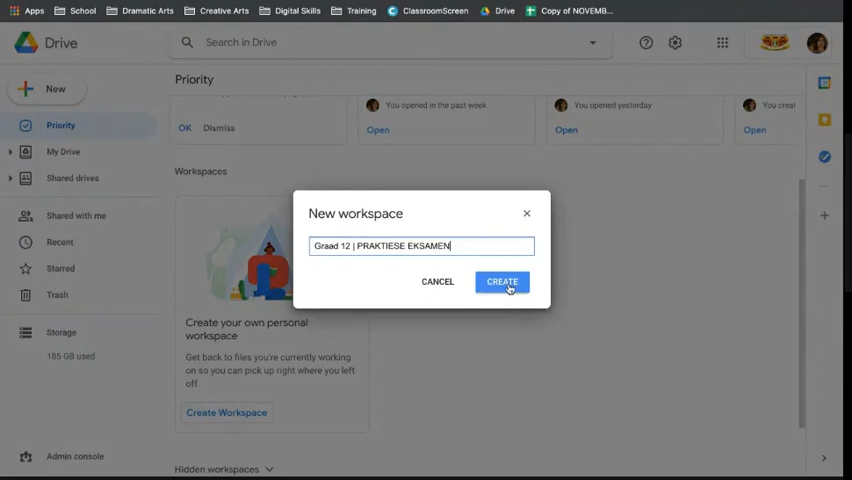 Apps School Dramatic Arts Creative Arts Digital Skills Training ClassroomScreen Drive Copy of NOVEMB...
Drive
Search in Drive
New
Priority
My Drive
Shared drives
Shared with me
Recent
Starred
Trash
Storage
185 GB used
Admin console
Priority
You opened in the past week
You opened yesterday
You creat
OK Dismiss
Open
Open
Open
Workspaces
New workspace
Graad 12 | PRAKTIESE EKSAMEN
CANCEL CREATE
Create your own personal
workspace
Get back to files you're currently working
on so you can pick up right where you left
off
Create Workspace
Hidden workspaces